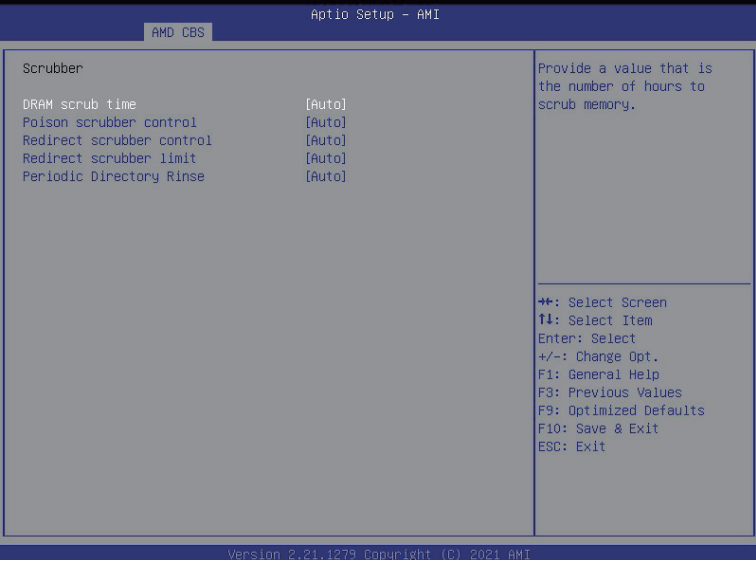 Aptio Setup - AMI
AMD CBS
Scrubber
DRAM scrub time [Auto]
Poison scrubber control [Auto]
Redirect scrubber control [Auto]
Redirect scrubber limit [Auto]
Periodic Directory Rinse [Auto]
Provide a value that is
the number of hours to
scrub memory.
→←: Select Screen
↑↓: Select Item
Enter: Select
+/-: Change Opt.
F1: General Help
F3: Previous Values
F9: Optimized Defaults
F10: Save & Exit
ESC: Exit
Version 2.21.1279 Copyright (C) 2021 AMI